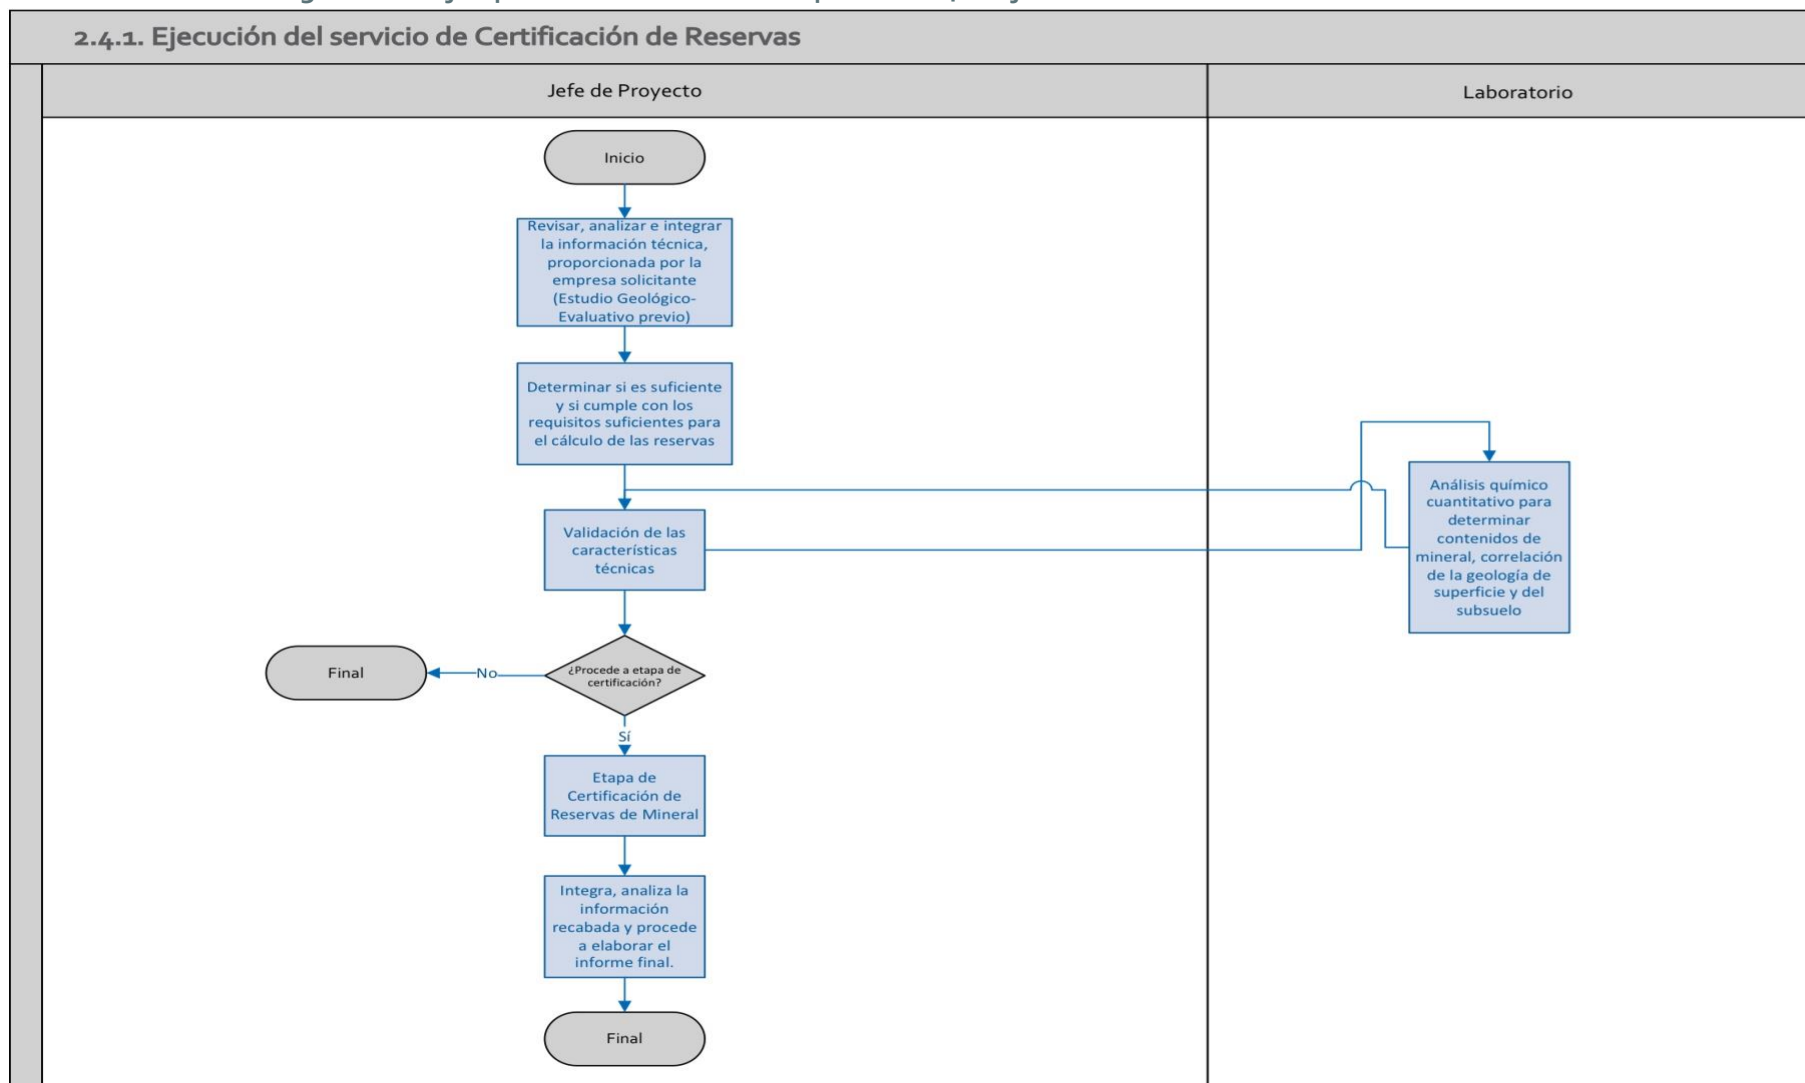 2.4.1. Ejecución del servicio de Certificación de Reservas
Jefe de Proyecto
Laboratorio
Inicio
Revisar, analizar e integrar
la información técnica,
proporcionada por la
empresa solicitante
(Estudio Geológico-
Evaluativo previo)
Determinar si es suficiente
y si cumple con los
requisitos suficientes para
el cálculo de las reservas
Validación de las
características
técnicas
Análisis químico
cuantitativo para
determinar
contenidos de
mineral, correlación
de la geología de
superficie y del
subsuelo
¿Procede a etapa de
certificación?
No
Final
Sí
Etapa de
Certificación de
Reservas de Mineral
Integra, analiza la
información
recabada y procede
a elaborar el
informe final.
Final